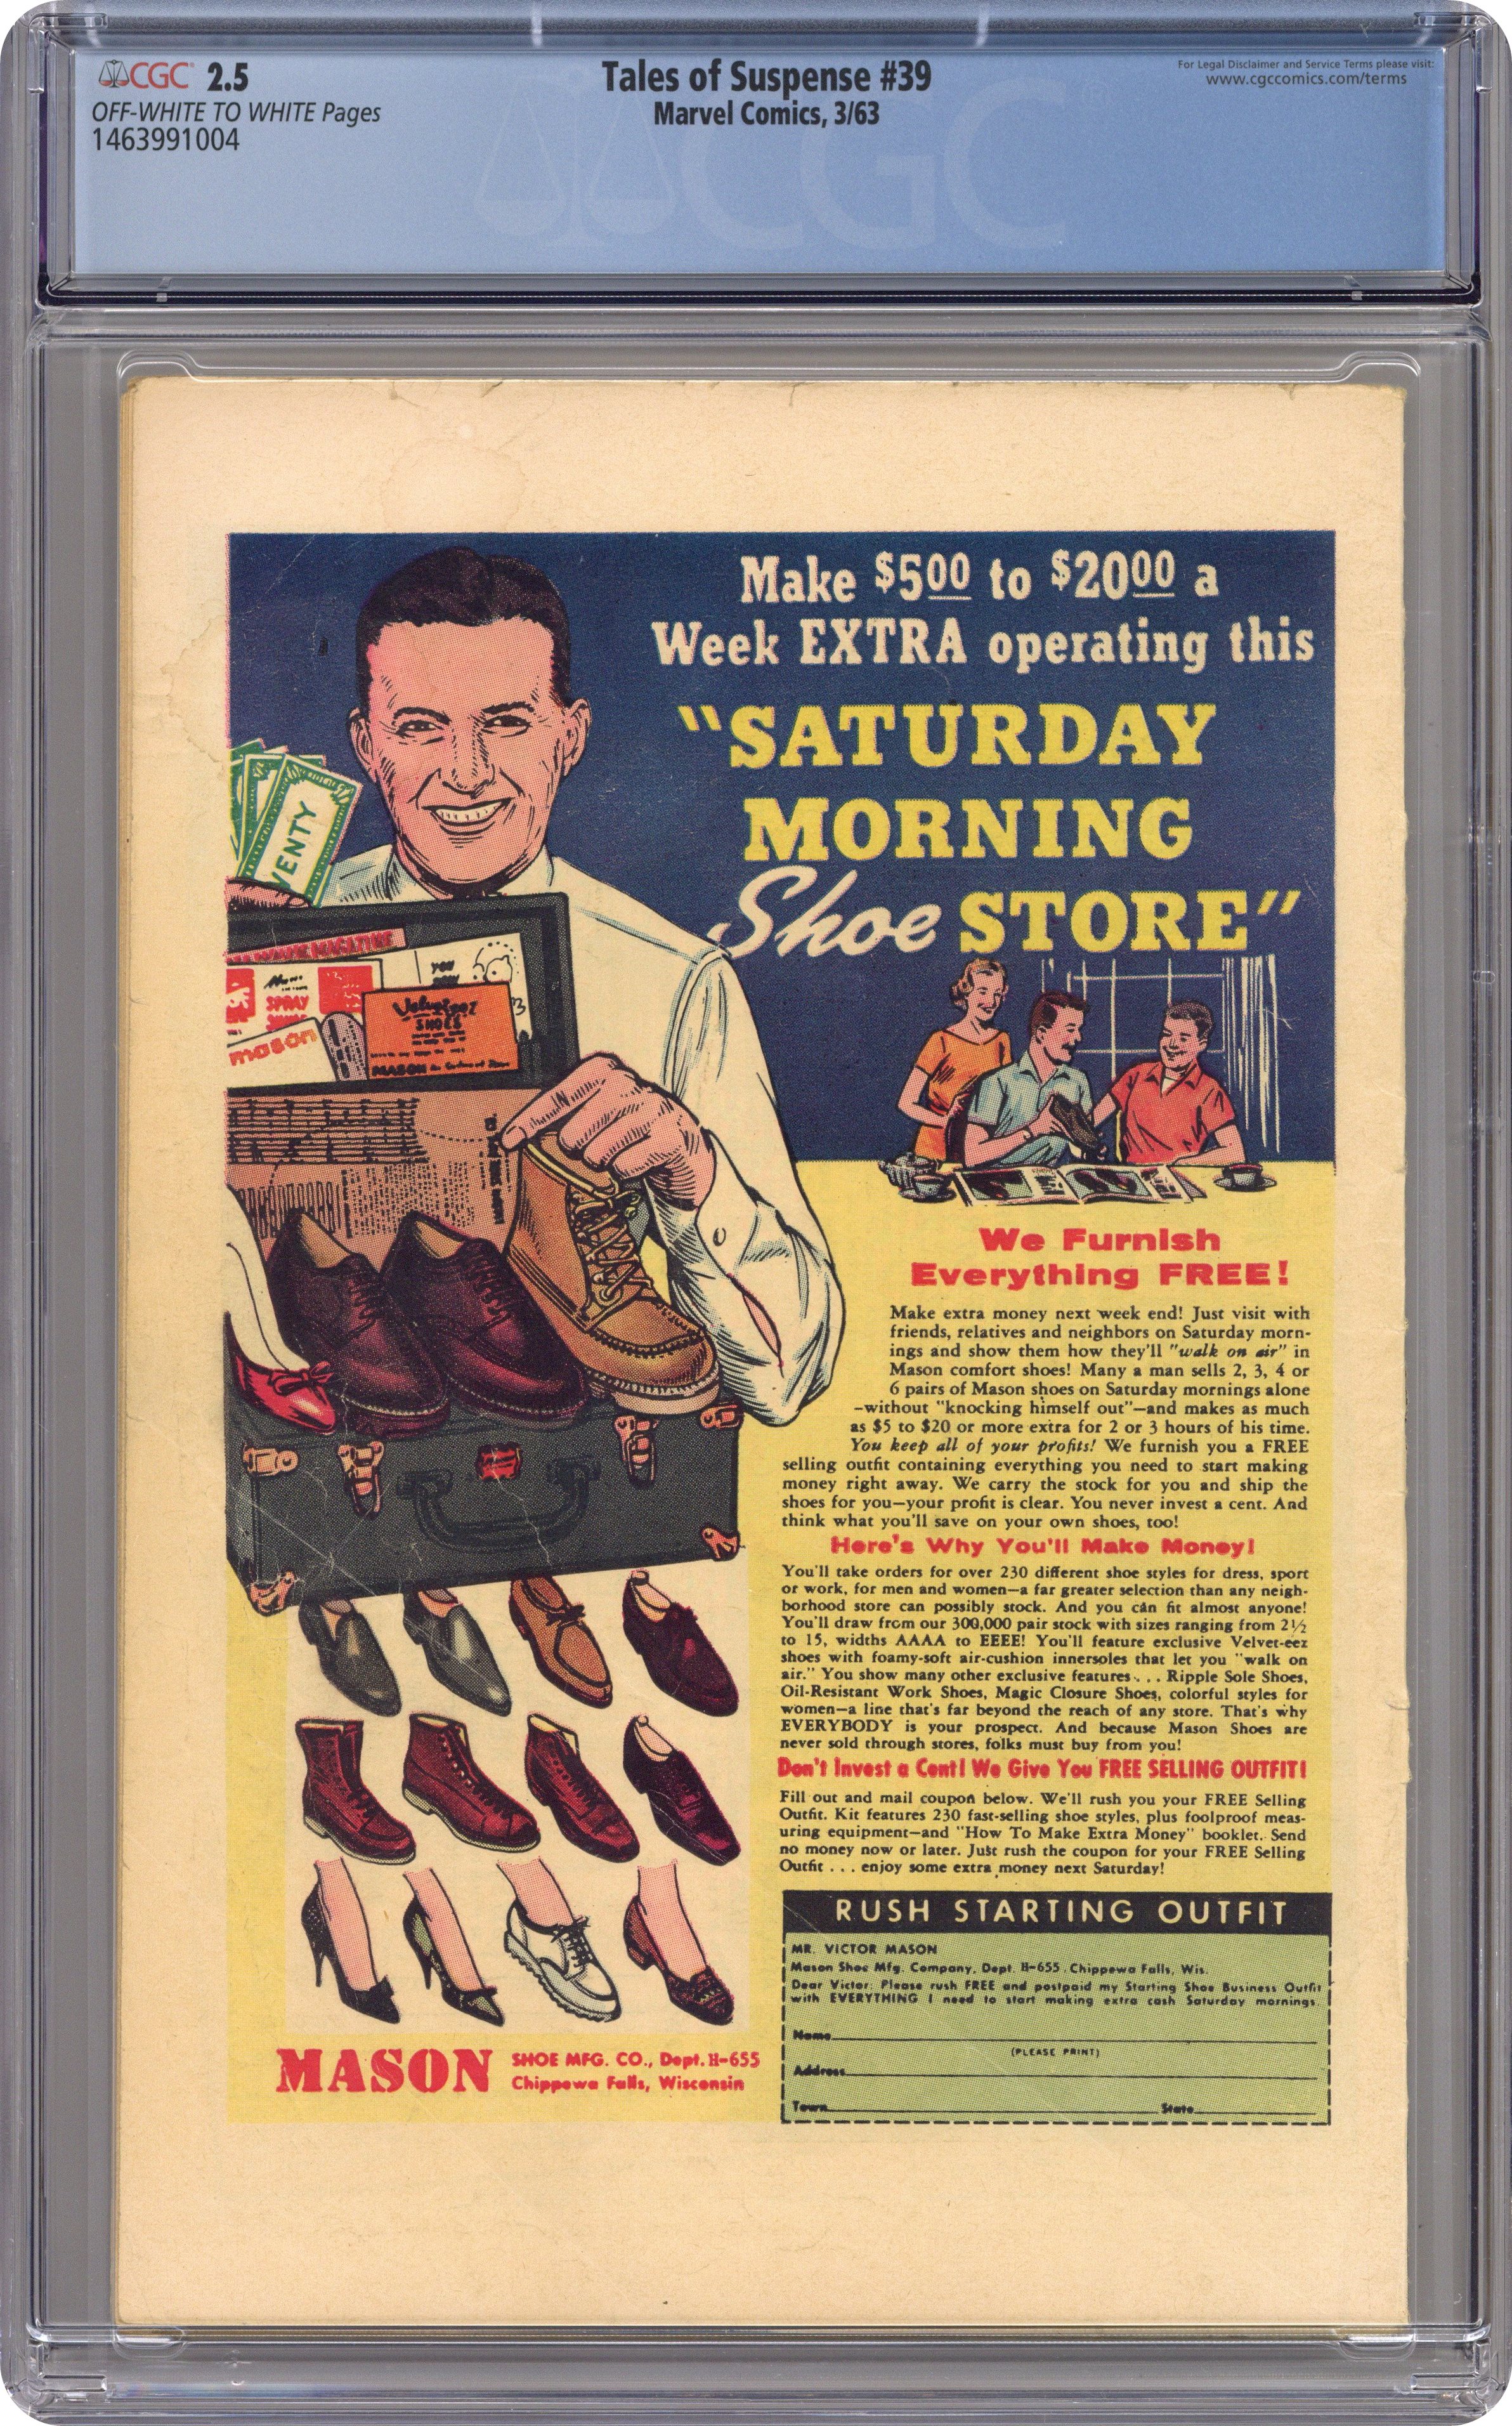 CGC 2.5
OFF-WHITE TO WHITE Pages
1463991004
Tales of Suspense #39
Marvel Comics, 3/63
For Legal Disclaimer and Service Terms please visit:
www.cgccomics.com/terms
CGC
Make $500 to $2000 a
Week EXTRA operating this
"SATURDAY
MORNING
Shoe STORE"
VENTY
MAGAZINE
SPRAY
you
mason
Velveteez
SHOES
MASON
We Furnish
Everything FREE!
Make extra money next week end! Just visit with
friends, relatives and neighbors on Saturday morn-
ings and show them how they'll "walk on air" in
Mason comfort shoes! Many a man sells 2, 3, 4 or
6 pairs of Mason shoes on Saturday mornings alone
-without "knocking himself out"—and makes as much
as $5 to $20 or more extra for 2 or 3 hours of his time.
You keep all of your profits! We furnish you a FREE
selling outfit containing everything you need to start making
money right away. We carry the stock for you and ship the
shoes for you—your profit is clear. You never invest a cent. And
think what you'll save on your own shoes, too!
Here's Why You'll Make Money!
You'll take orders for over 230 different shoe styles for dress, sport
or work, for men and women—a far greater selection than any neigh-
borhood store can possibly stock. And you can fit almost anyone!
You'll draw from our 300,000 pair stock with sizes ranging from 2½
to 15, widths AAAA to EEEE! You'll feature exclusive Velvet-eez
shoes with foamy-soft air-cushion innersoles that let you "walk on
air." You show many other exclusive features . . . Ripple Sole Shoes,
Oil-Resistant Work Shoes, Magic Closure Shoes, colorful styles for
women—a line that's far beyond the reach of any store. That's why
EVERYBODY is your prospect. And because Mason Shoes are
never sold through stores, folks must buy from you!
Don't Invest a Cent! We Give You FREE SELLING OUTFIT!
Fill out and mail coupon below. We'll rush you your FREE Selling
Outfit. Kit features 230 fast-selling shoe styles, plus foolproof meas-
uring equipment—and "How To Make Extra Money" booklet. Send
no money now or later. Just rush the coupon for your FREE Selling
Outfit . . . enjoy some extra money next Saturday!
RUSH STARTING OUTFIT
MR. VICTOR MASON
Mason Shoe Mfg. Company, Dept. H-655, Chippewa Falls, Wis.
Dear Victor: Please rush FREE and postpaid my Starting Shoe Business Outfit
with EVERYTHING I need to start making extra cash Saturday mornings.
Name
(PLEASE PRINT)
Address
Town State
MASON SHOE MFG. CO., Dept. H-655
Chippewa Falls, Wisconsin